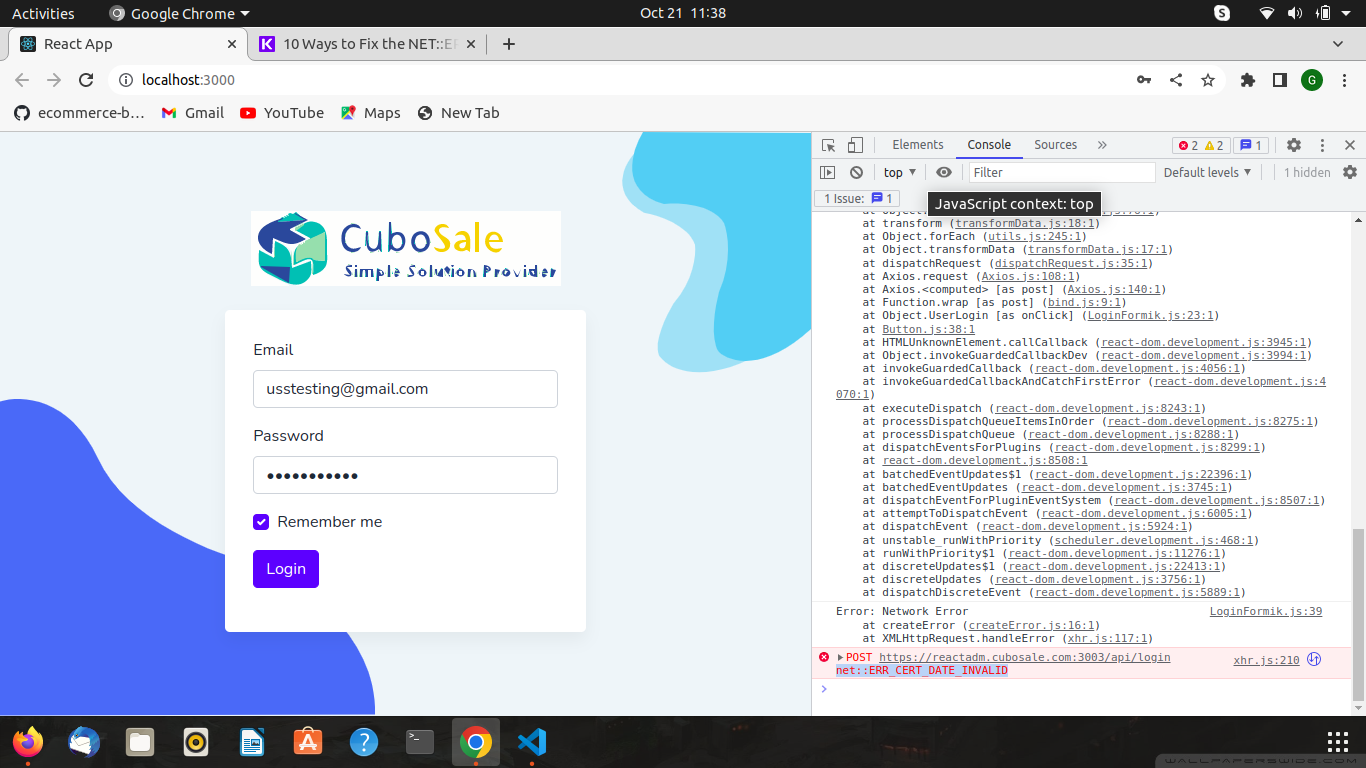 Activities
Google Chrome
Oct 21 11:38
React App
10 Ways to Fix the NET::ER
localhost:3000
G
ecommerce-b…
Gmail
YouTube
Maps
New Tab
Elements
Console
Sources
2
2
1
top
Filter
Default levels
1 hidden
1 Issue:
1
JavaScript context: top
at transform (transformData.js:18:1)
at Object.forEach (utils.js:245:1)
at Object.transformData (transformData.js:17:1)
at dispatchRequest (dispatchRequest.js:35:1)
at Axios.request (Axios.js:108:1)
at Axios.<computed> [as post] (Axios.js:140:1)
at Function.wrap [as post] (bind.js:9:1)
at Object.UserLogin [as onClick] (LoginFormik.js:23:1)
at Button.js:38:1
at HTMLUnknownElement.callCallback (react-dom.development.js:3945:1)
at Object.invokeGuardedCallbackDev (react-dom.development.js:3994:1)
at invokeGuardedCallback (react-dom.development.js:4056:1)
at invokeGuardedCallbackAndCatchFirstError (react-dom.development.js:4
070:1)
at executeDispatch (react-dom.development.js:8243:1)
at processDispatchQueueItemsInOrder (react-dom.development.js:8275:1)
at processDispatchQueue (react-dom.development.js:8288:1)
at dispatchEventsForPlugins (react-dom.development.js:8299:1)
at react-dom.development.js:8508:1
at batchedEventUpdates$1 (react-dom.development.js:22396:1)
at batchedEventUpdates (react-dom.development.js:3745:1)
at dispatchEventForPluginEventSystem (react-dom.development.js:8507:1)
at attemptToDispatchEvent (react-dom.development.js:6005:1)
at dispatchEvent (react-dom.development.js:5924:1)
at unstable_runWithPriority (scheduler.development.js:468:1)
at runWithPriority$1 (react-dom.development.js:11276:1)
at discreteUpdates$1 (react-dom.development.js:22413:1)
at discreteUpdates (react-dom.development.js:3756:1)
at dispatchDiscreteEvent (react-dom.development.js:5889:1)
Error: Network Error
LoginFormik.js:39
at createError (createError.js:16:1)
at XMLHttpRequest.handleError (xhr.js:117:1)
POST https://reactadm.cubosale.com:3003/api/login
xhr.js:210
net::ERR_CERT_DATE_INVALID
CuboSale
Simple Solution Provider
Email
usstesting@gmail.com
Password
Remember me
Login